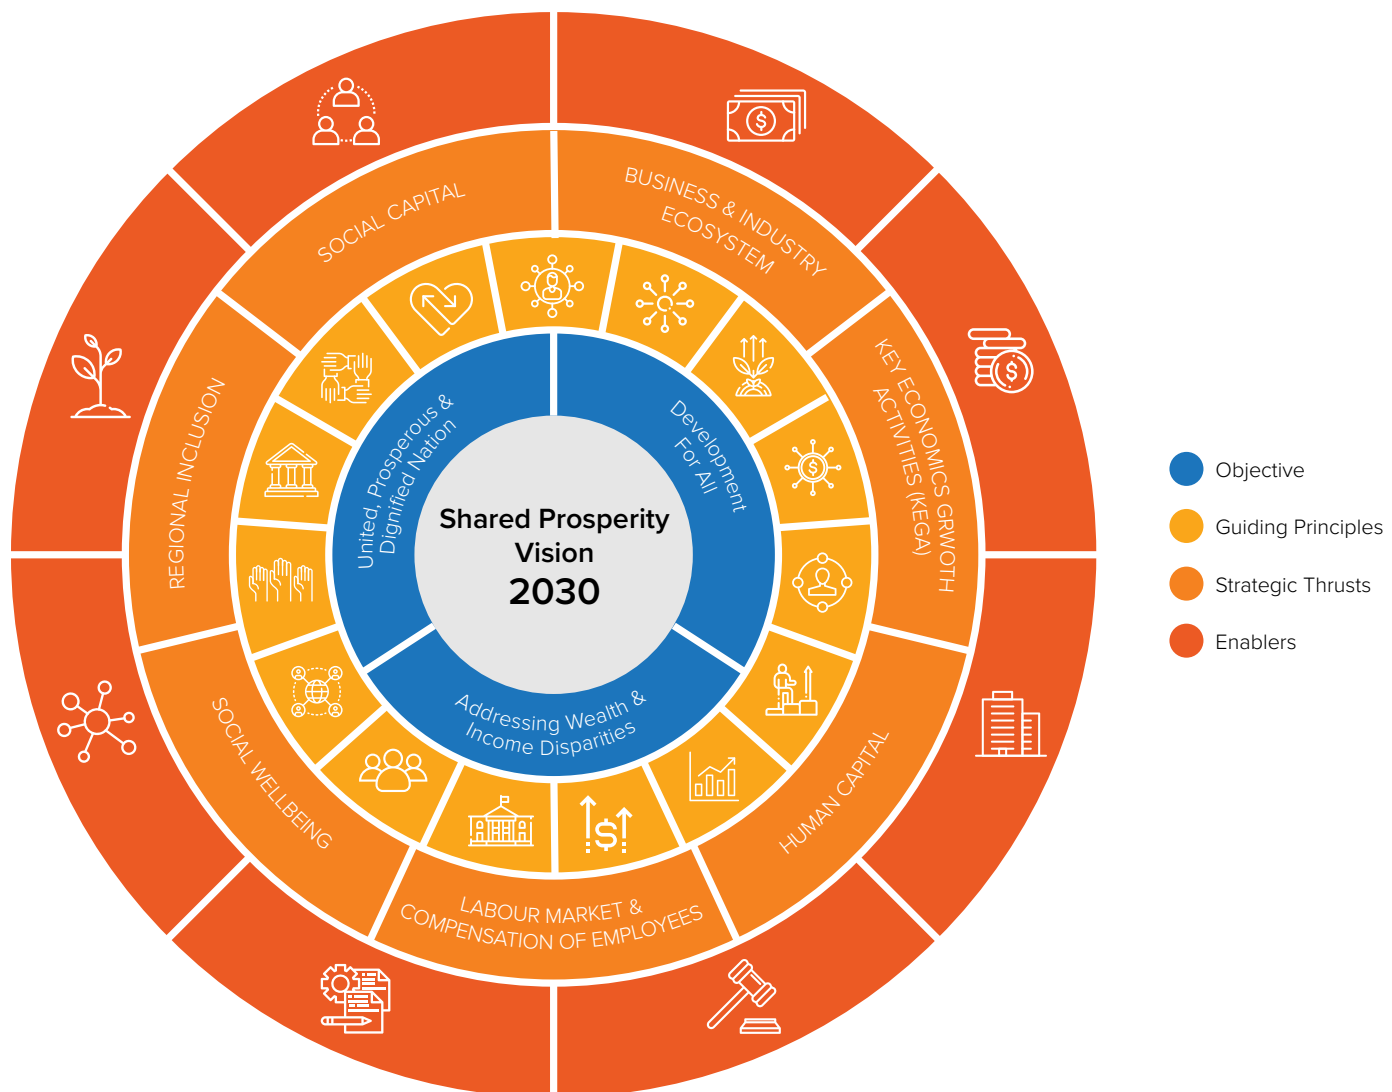 Shared Prosperity
Vision
2030
Development
For All
Addressing Wealth &
Income Disparities
United, Prosperous &
Dignified Nation
BUSINESS & INDUSTRY
ECOSYSTEM
KEY ECONOMICS GRWOTH
ACTIVITIES (KEGA)
HUMAN CAPITAL
LABOUR MARKET &
COMPENSATION OF EMPLOYEES
SOCIAL WELLBEING
REGIONAL INCLUSION
SOCIAL CAPITAL
$
$
$
$
Objective
Guiding Principles
Strategic Thrusts
Enablers